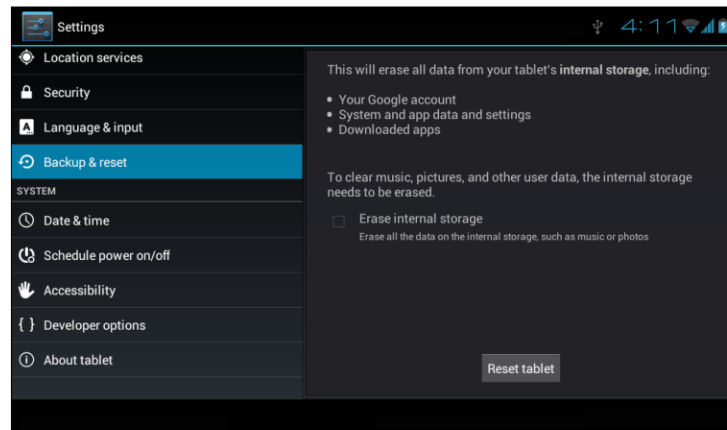 Settings
4:11
Location services
Security
Language & input
Backup & reset
SYSTEM
Date & time
Schedule power on/off
Accessibility
{ } Developer options
About tablet
This will erase all data from your tablet's internal storage, including:
• Your Google account
• System and app data and settings
• Downloaded apps
To clear music, pictures, and other user data, the internal storage
needs to be erased.
Erase internal storage
Erase all the data on the internal storage, such as music or photos
Reset tablet